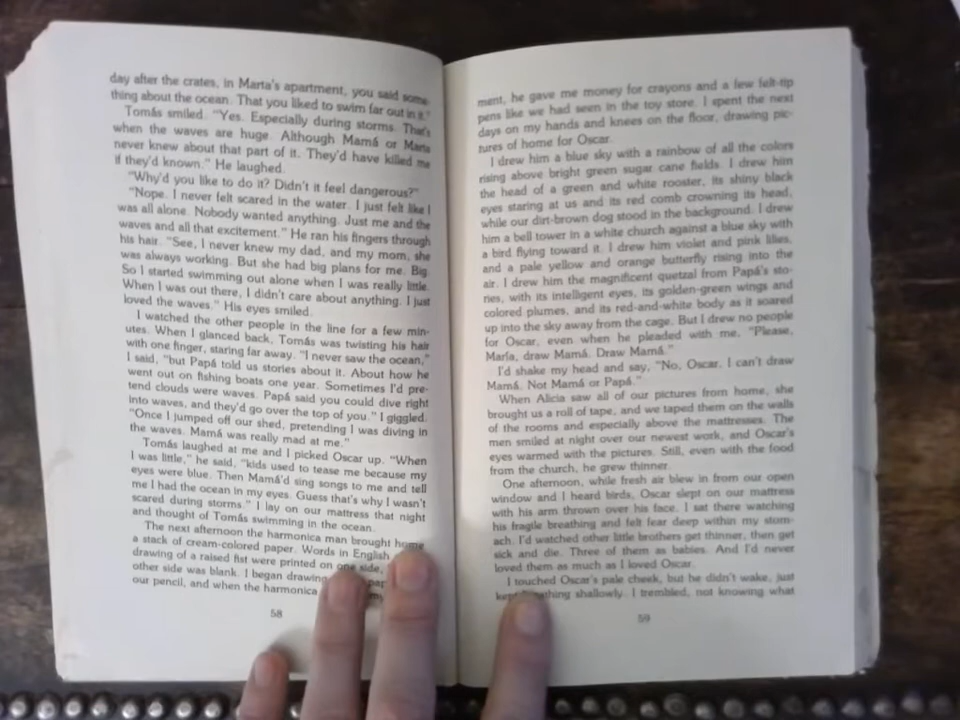 day after the crates, in Marta's apartment, you said some-
thing about the ocean. That you liked to swim far out in it."
Tomás smiled. "Yes. Especially during storms. That's
when the waves are huge. Although Mamá or Marta
never knew about that part of it. They'd have killed me
if they'd known." He laughed.
"Why'd you like to do it? Didn't it feel dangerous?"
"Nope. I never felt scared in the water. I just felt like I
was all alone. Nobody wanted anything. Just me and the
waves and all that excitement." He ran his fingers through
his hair. "See, I never knew my dad, and my mom, she
was always working. But she had big plans for me. Big.
So I started swimming out alone when I was really little.
When I was out there, I didn't care about anything. I just
loved the waves." His eyes smiled.
I watched the other people in the line for a few min-
utes. When I glanced back, Tomás was twisting his hair
with one finger, staring far away. "I never saw the ocean,"
I said, "but Papá told us stories about it. About how he
went out on fishing boats one year. Sometimes I'd pre-
tend clouds were waves. Papá said you could dive right
into waves, and they'd go over the top of you." I giggled.
"Once I jumped off our shed, pretending I was diving in
the waves. Mamá was really mad at me."
Tomás laughed at me and I picked Oscar up. "When
I was little," he said, "kids used to tease me because my
eyes were blue. Then Mamá'd sing songs to me and tell
me I had the ocean in my eyes. Guess that's why I wasn't
scared during storms." I lay on our mattress that night
and thought of Tomás swimming in the ocean.
The next afternoon the harmonica man brought home
a stack of cream-colored paper. Words in English
drawing of a raised fist were printed on one side,
other side was blank. I began drawing
our pencil, and when the harmonica
58
ment, he gave me money for crayons and a few felt-tip
pens like we had seen in the toy store. I spent the next
days on my hands and knees on the floor, drawing pic-
tures of home for Oscar.
I drew him a blue sky with a rainbow of all the colors
rising above bright green sugar cane fields. I drew him
the head of a green and white rooster, its shiny black
eyes staring at us and its red comb crowning its head,
while our dirt-brown dog stood in the background. I drew
him a bell tower in a white church against a blue sky with
a bird flying toward it. I drew him violet and pink lilies,
and a pale yellow and orange butterfly rising into the
air. I drew him the magnificent quetzal from Papá's sto-
ries, with its intelligent eyes, its golden-green wings and
colored plumes, and its red-and-white body as it soared
up into the sky away from the cage. But I drew no people
for Oscar, even when he pleaded with me. "Please,
María, draw Mamá. Draw Mamá."
I'd shake my head and say, "No, Oscar. I can't draw
Mamá. Not Mamá or Papá."
When Alicia saw all of our pictures from home, she
brought us a roll of tape, and we taped them on the walls
of the rooms and especially above the mattresses. The
men smiled at night over our newest work, and Oscar's
eyes warmed with the pictures. Still, even with the food
from the church, he grew thinner.
One afternoon, while fresh air blew in from our open
window and I heard birds, Oscar slept on our mattress
with his arm thrown over his face. I sat there watching
his fragile breathing and felt fear deep within my stom-
ach. I'd watched other little brothers get thinner, then get
sick and die. Three of them as babies. And I'd never
loved them as much as I loved Oscar.
I touched Oscar's pale cheek, but he didn't wake, just
shallowly. I trembled, not knowing what
59